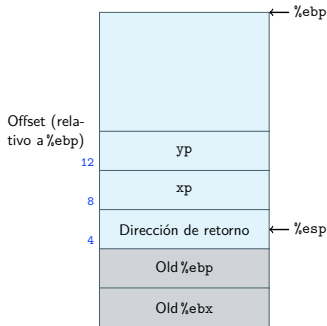 %ebp
Offset (rela-
tivo a %ebp)
yp
12
xp
8
Dirección de retorno
%esp
4
Old %ebp
Old %ebx